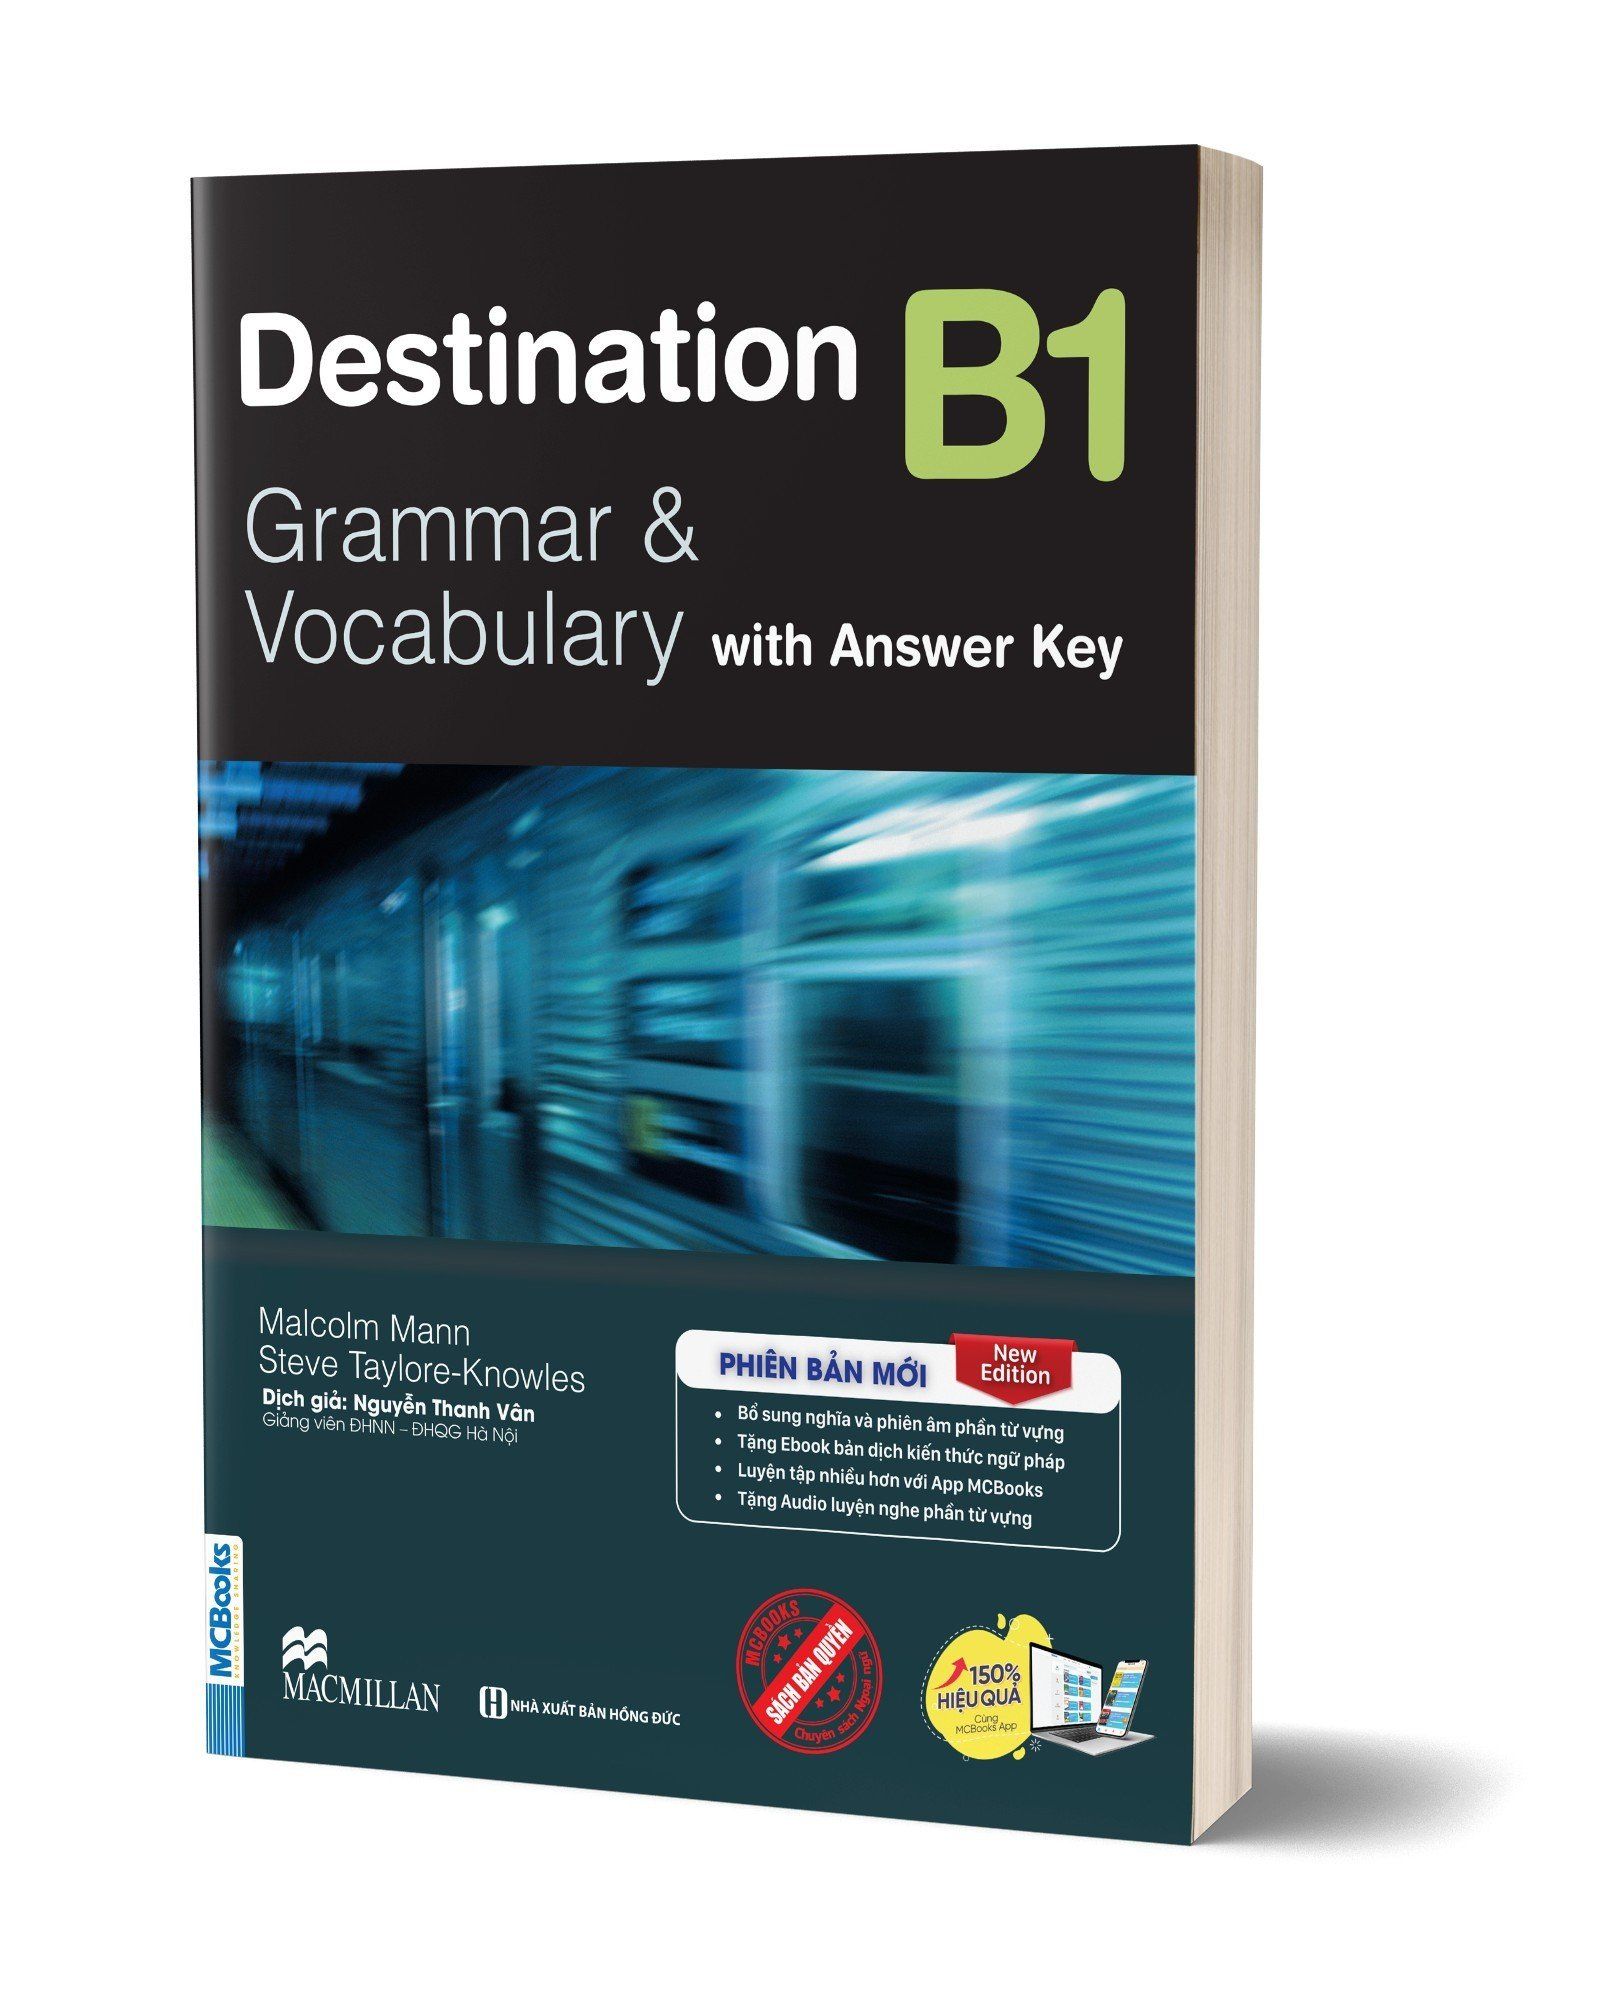 Destination B1
Grammar &
Vocabulary with Answer Key
Malcolm Mann
Steve Taylore-Knowles
Dịch giả: Nguyễn Thanh Vân
Giảng viên ĐHNN – ĐHQG Hà Nội
PHIÊN BẢN MỚI
New
Edition
• Bổ sung nghĩa và phiên âm phần từ vựng
• Tặng Ebook bản dịch kiến thức ngữ pháp
• Luyện tập nhiều hơn với App MCBooks
• Tặng Audio luyện nghe phần từ vựng
MCBooks
KNOWLEDGE SHARING
MACMILLAN
NHÀ XUẤT BẢN HỒNG ĐỨC
MCBOOKS
SÁCH BẢN QUYỀN
Chuyên sách Ngoại ngữ
150%
HIỆU QUẢ
Cùng
MCBooks App